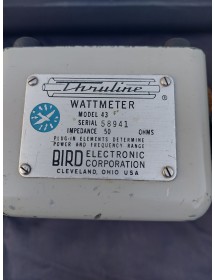 Thruline
®
WATTMETER
MODEL 43
SERIAL 58941
IMPEDANCE 50 OHMS
PLUG-IN ELEMENTS DETERMINE
POWER AND FREQUENCY RANGE
BIRD ELECTRONIC
CORPORATION
CLEVELAND, OHIO USA